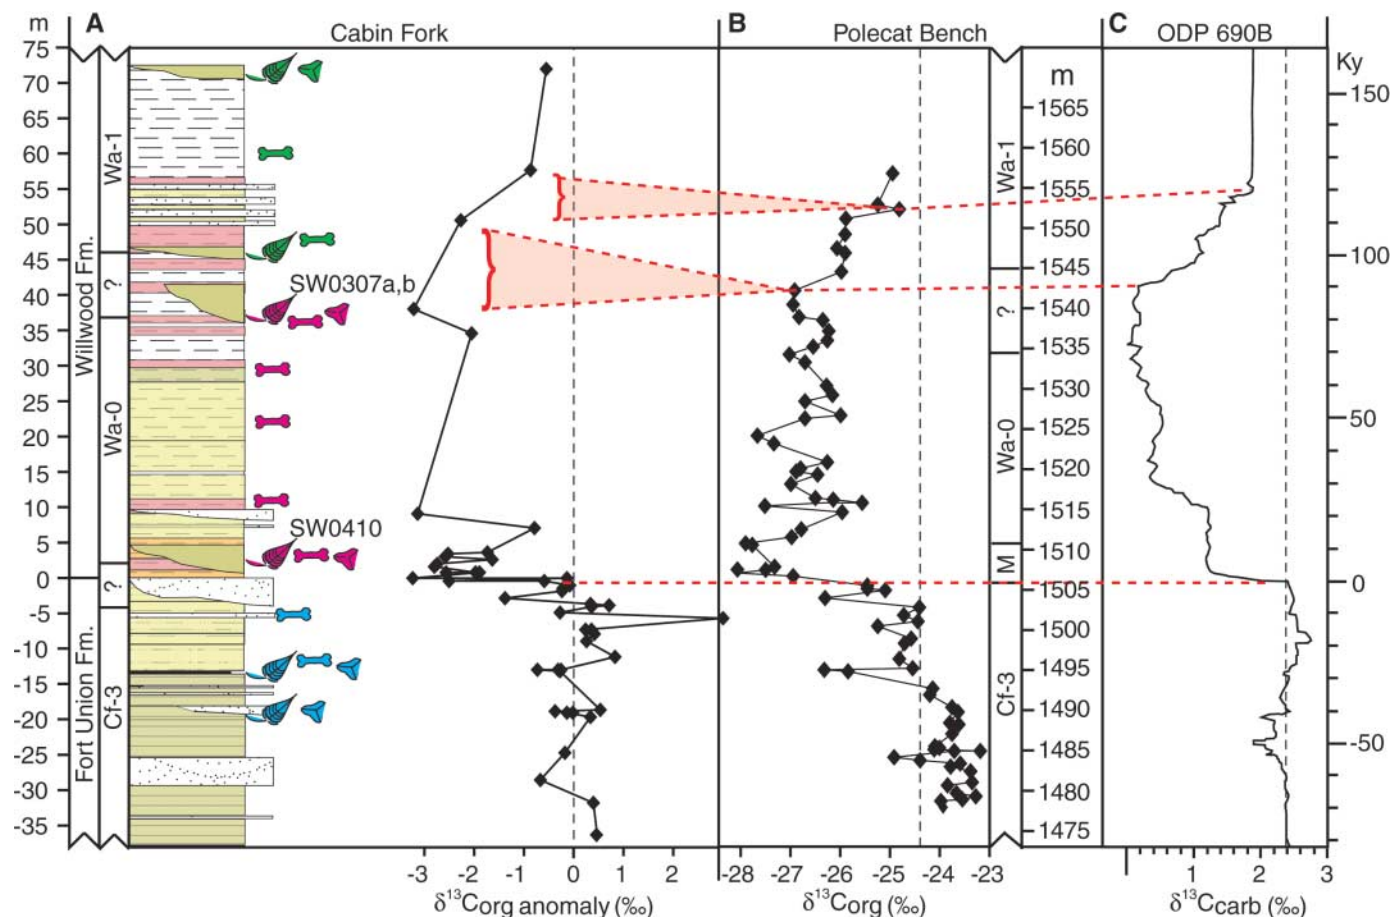 m A Cabin Fork B Polecat Bench C ODP 690B
Ky
m
75
70
65
60
55
50
45
40
35
30
25
20
15
10
5
0
-5
-10
-15
-20
-25
-30
-35
Willwood Fm.
Fort Union Fm.
Wa-1
?
Wa-0
?
Cf-3
SW0307a,b
SW0410
-3 -2 -1 0 1 2
δ13Corg anomaly (‰)
-28 -27 -26 -25 -24 -23
δ13Corg (‰)
Wa-1
?
Wa-0
M
Cf-3
1565
1560
1555
1550
1545
1540
1535
1530
1525
1520
1515
1510
1505
1500
1495
1490
1485
1480
1475
150
100
50
0
-50
1 2 3
δ13Ccarb (‰)